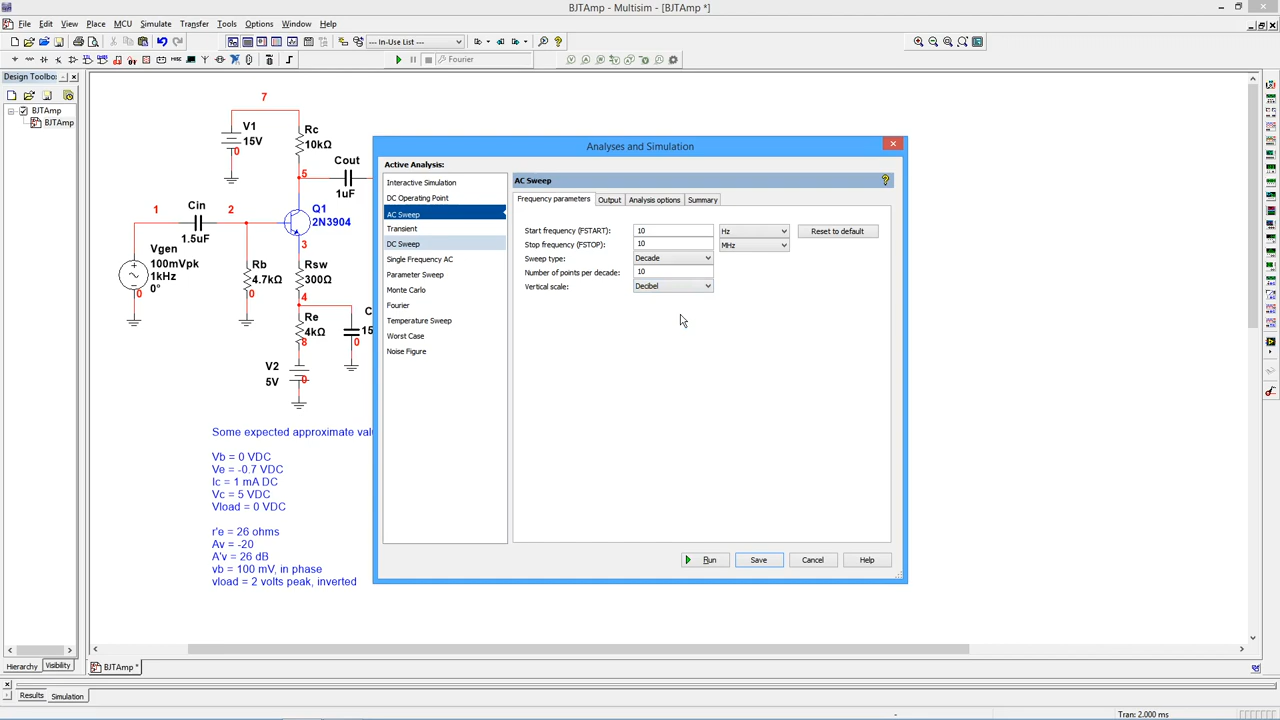 BJTAmp - Multisim - [BJTAmp *]
File Edit View Place MCU Simulate Transfer Tools Options Window Help
--- In-Use List ---
Fourier
Design Toolbo:
BJTAmp
BJTAmp
7
V1
15V
0
Rc
10kΩ
5
Cout
1uF
1
Cin
1.5uF
2
Q1
2N3904
Vgen
100mVpk
1kHz
0°
0
Rb
4.7kΩ
0
3
Rsw
300Ω
4
Re
4kΩ
8
C
15
0
V2
5V
0
Some expected approximate val
Vb = 0 VDC
Ve = -0.7 VDC
Ic = 1 mA DC
Vc = 5 VDC
Vload = 0 VDC
r'e = 26 ohms
Av = -20
A'v = 26 dB
vb = 100 mV, in phase
vload = 2 volts peak, inverted
Analyses and Simulation
Active Analysis:
Interactive Simulation
DC Operating Point
AC Sweep
Transient
DC Sweep
Single Frequency AC
Parameter Sweep
Monte Carlo
Fourier
Temperature Sweep
Worst Case
Noise Figure
AC Sweep
Frequency parameters Output Analysis options Summary
Start frequency (FSTART): 10 Hz Reset to default
Stop frequency (FSTOP): 10 MHz
Sweep type: Decade
Number of points per decade: 10
Vertical scale: Decibel
Run Save Cancel Help
Hierarchy Visibility
BJTAmp *
Results Simulation
Tran: 2.000 ms